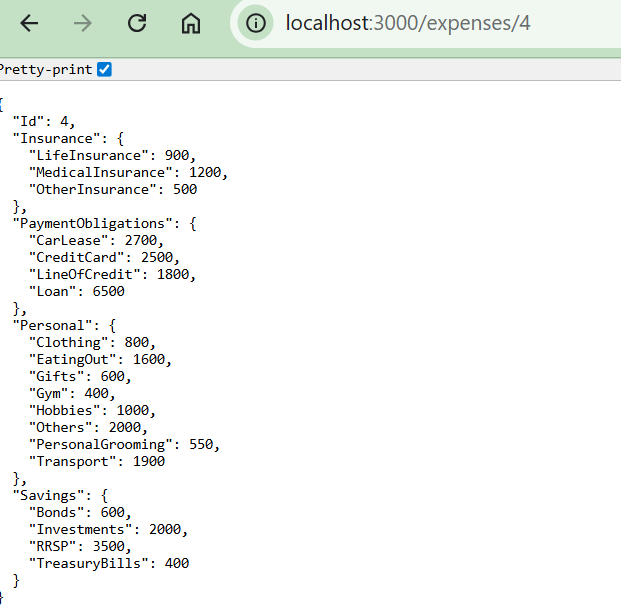 localhost:3000/expenses/4
Pretty-print
{
  "Id": 4,
  "Insurance": {
    "LifeInsurance": 900,
    "MedicalInsurance": 1200,
    "OtherInsurance": 500
  },
  "PaymentObligations": {
    "CarLease": 2700,
    "CreditCard": 2500,
    "LineOfCredit": 1800,
    "Loan": 6500
  },
  "Personal": {
    "Clothing": 800,
    "EatingOut": 1600,
    "Gifts": 600,
    "Gym": 400,
    "Hobbies": 1000,
    "Others": 2000,
    "PersonalGrooming": 550,
    "Transport": 1900
  },
  "Savings": {
    "Bonds": 600,
    "Investments": 2000,
    "RRSP": 3500,
    "TreasuryBills": 400
  }
}